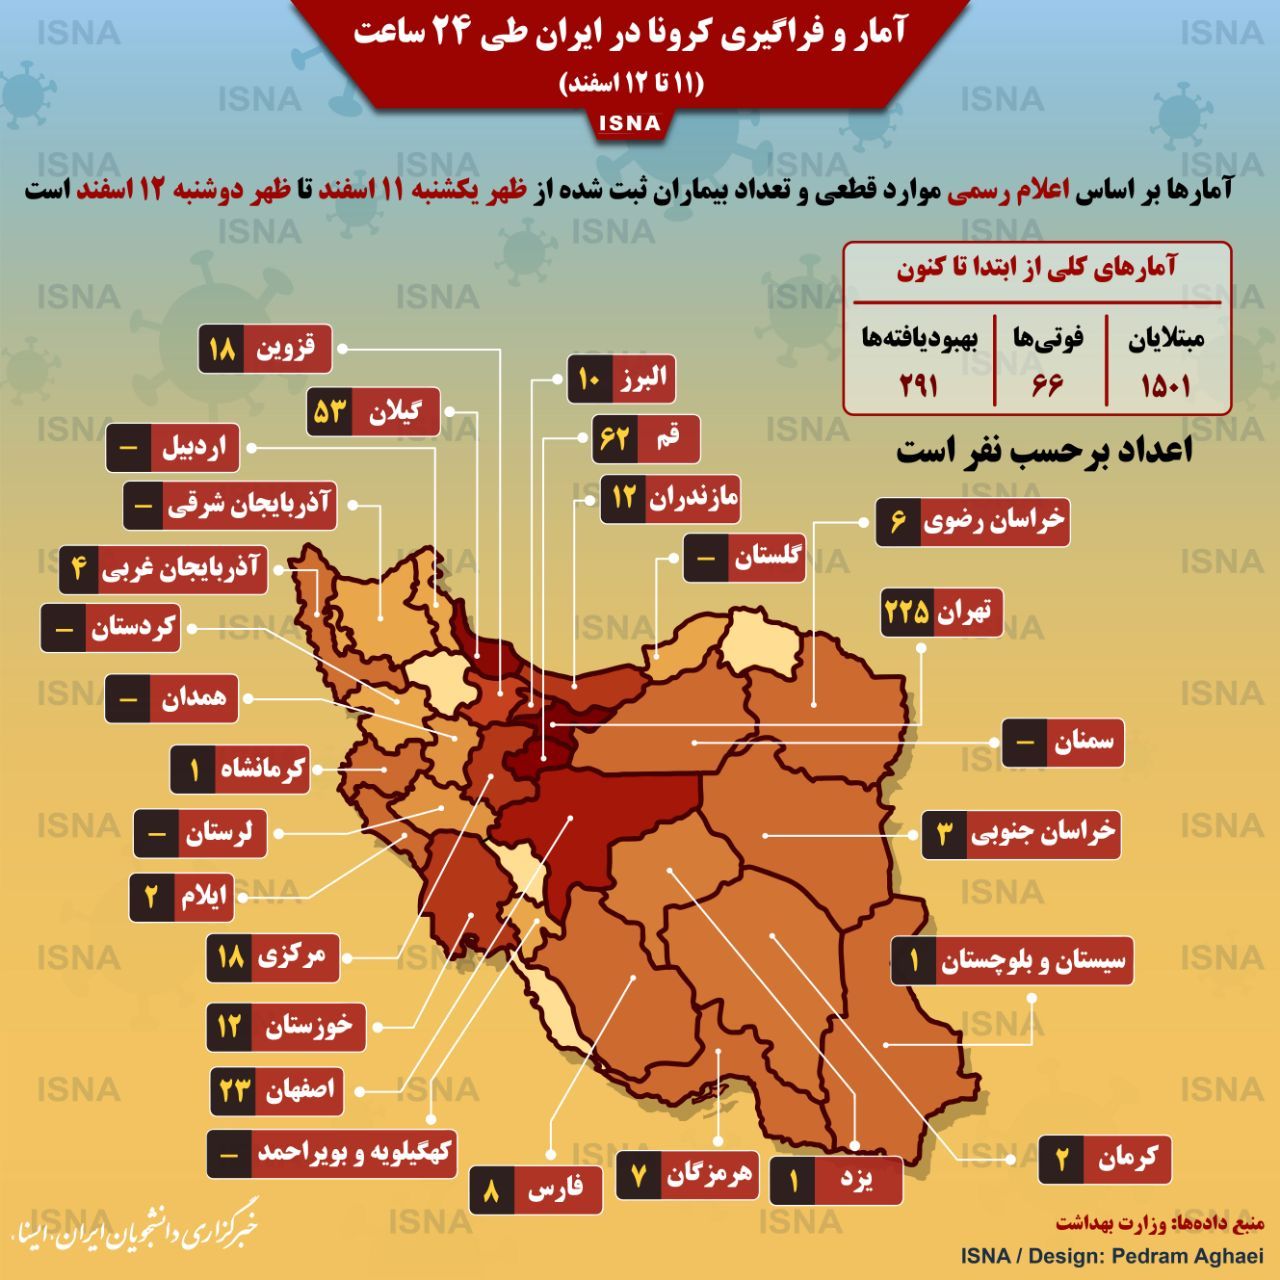 آمار و فراگیری کرونا در ایران طی ۲۴ ساعت
(۱۱ تا ۱۲ اسفند)
ISNA
آمارها بر اساس اعلام رسمی موارد قطعی و تعداد بیماران ثبت شده از ظهر یکشنبه ۱۱ اسفند تا ظهر دوشنبه ۱۲ اسفند است
آمارهای کلی از ابتدا تا کنون
مبتلایان فوتی‌ها بهبودیافته‌ها
۱۵۰۱ ۶۶ ۲۹۱
اعداد برحسب نفر است
قزوین ۱۸
البرز ۱۰
گیلان ۵۳
قم ۶۲
اردبیل –
مازندران ۱۲
آذربایجان شرقی –
خراسان رضوی ۶
گلستان –
آذربایجان غربی ۴
تهران ۲۲۵
کردستان –
همدان –
سمنان –
کرمانشاه ۱
لرستان –
خراسان جنوبی ۳
ایلام ۲
مرکزی ۱۸
سیستان و بلوچستان ۱
خوزستان ۱۲
اصفهان ۲۳
کهگیلویه و بویراحمد –
کرمان ۲
یزد ۱
هرمزگان ۷
فارس ۸
منبع داده‌ها: وزارت بهداشت
ISNA / Design: Pedram Aghaei
خبرگزاری دانشجویان ایران، ایسنا،